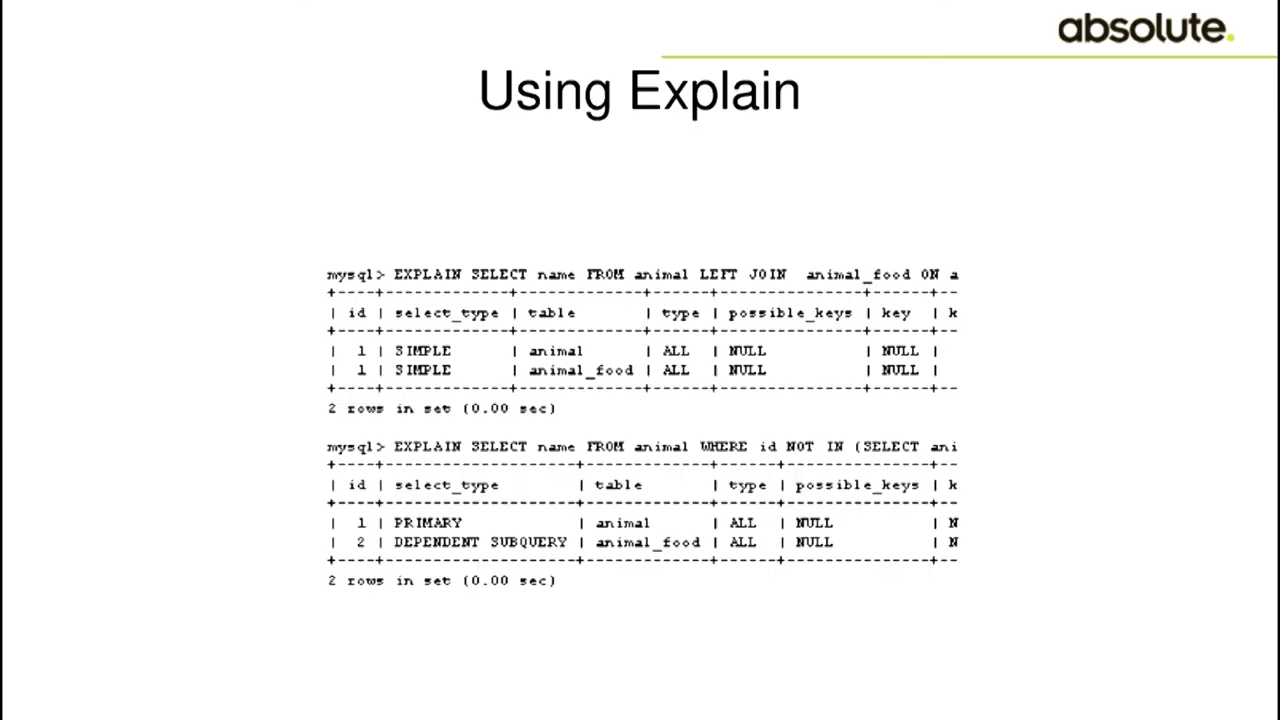 absolute.
Using Explain
mysql> EXPLAIN SELECT name FROM animal LEFT JOIN  animal_food ON a
+----+-------------+-------------+------+---------------+------+--
| id | select_type | table       | type | possible_keys | key  | k
+----+-------------+-------------+------+---------------+------+--
|  1 | SIMPLE      | animal      | ALL  | NULL          | NULL |
|  1 | SIMPLE      | animal_food | ALL  | NULL          | NULL |
+----+-------------+-------------+------+---------------+------+--
2 rows in set (0.00 sec)
mysql> EXPLAIN SELECT name FROM animal WHERE id NOT IN (SELECT ani
+----+--------------------+-------------+------+---------------+--
| id | select_type        | table       | type | possible_keys | k
+----+--------------------+-------------+------+---------------+--
|  1 | PRIMARY            | animal      | ALL  | NULL          | N
|  2 | DEPENDENT SUBQUERY | animal_food | ALL  | NULL          | N
+----+--------------------+-------------+------+---------------+--
2 rows in set (0.00 sec)